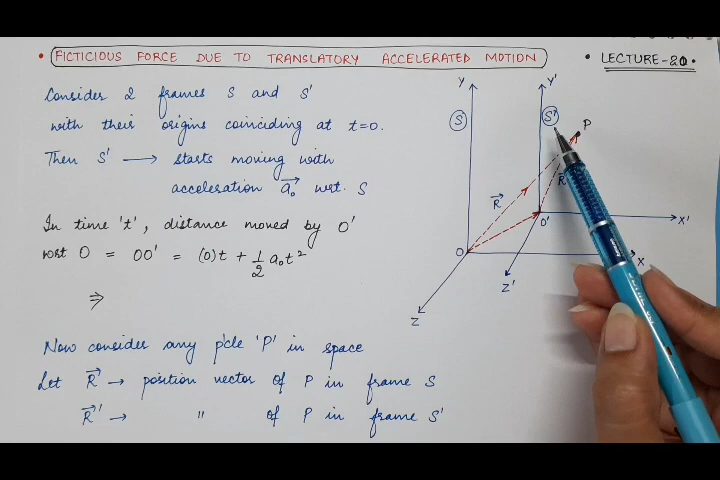 • FICTICIOUS FORCE DUE TO TRANSLATORY ACCELERATED MOTION • LECTURE-20.
Consider 2 frames S and S'
with their origins coinciding at t=0.
Then S' → starts moving with
acceleration a₀→ wrt. S
In time 't', distance moved by O'
wrt O = OO' = (0)t + 1/2 a₀t²
⇒
Now consider any p'cle 'P' in space
Let R→ → position vector of P in frame S
R→' → " of P in frame S'
Y
Y'
S
S'
P
R→
R
O
O'
X'
X
Z'
Z